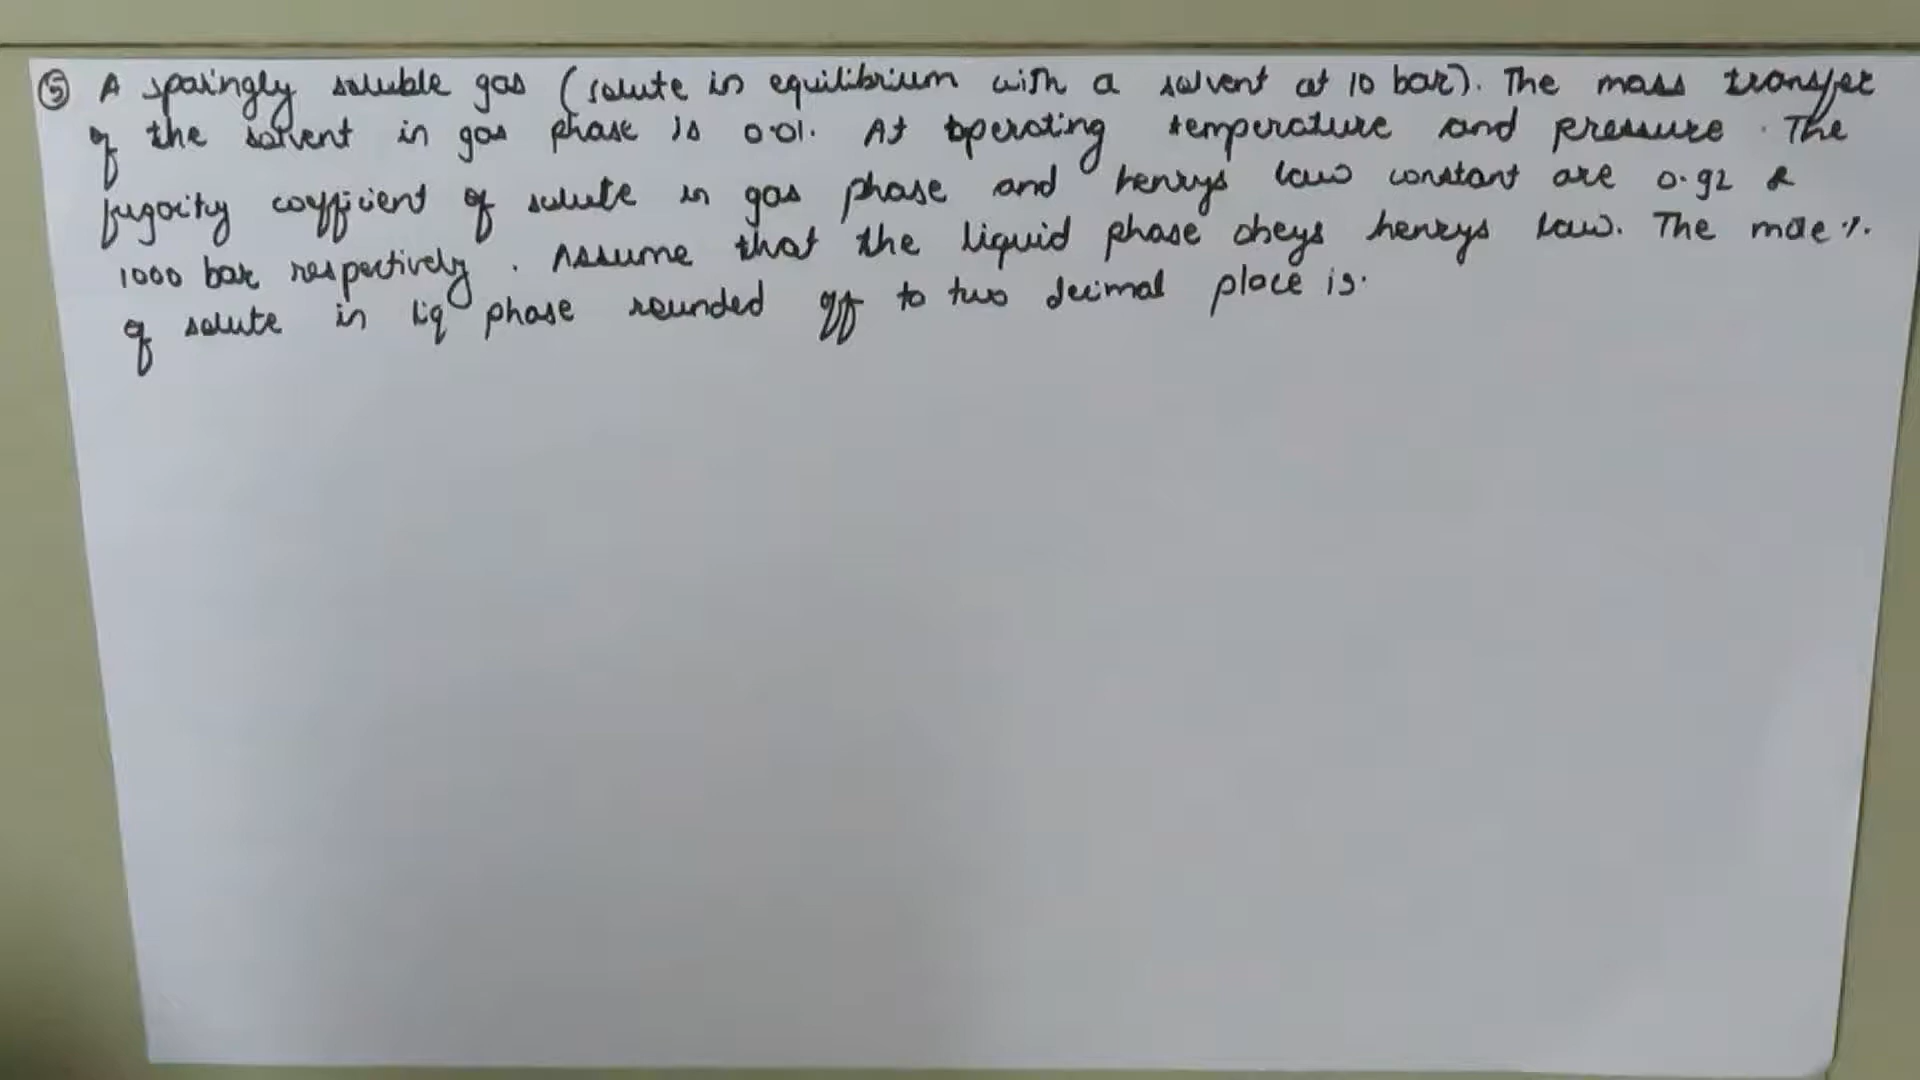 ⑤ A sparingly soluble gas (solute in equilibrium with a solvent at 10 bar). The mass transfer
of the solvent in gas phase is 0.01. At operating temperature and pressure. The
fugacity coefficient of solute in gas phase and henrys law constant are 0.92 &
1000 bar respectively. Assume that the liquid phase obeys henrys law. The mole %.
of solute in liq phase rounded off to two decimal place is.